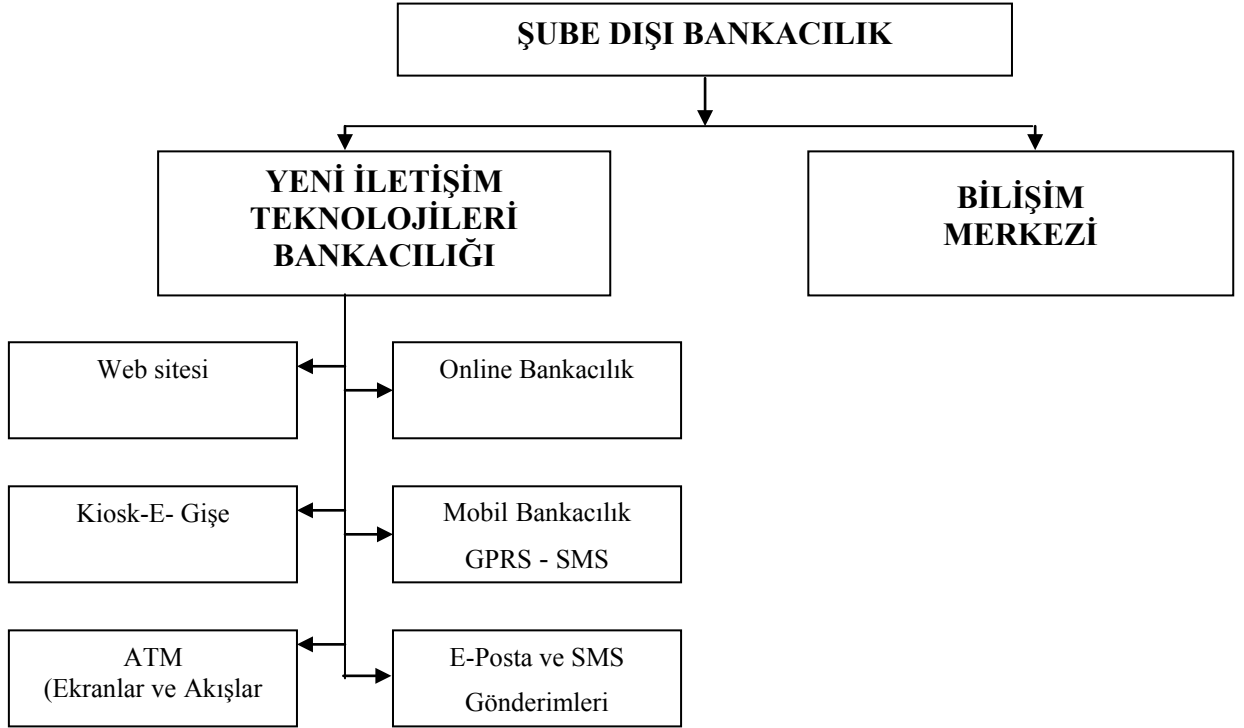 ŞUBE DIŞI BANKACILIK
YENİ İLETİŞİM
TEKNOLOJİLERİ
BANKACILIĞI
BİLİŞİM
MERKEZİ
Web sitesi
Online Bankacılık
Kiosk-E- Gişe
Mobil Bankacılık
GPRS - SMS
ATM
(Ekranlar ve Akışlar
E-Posta ve SMS
Gönderimleri